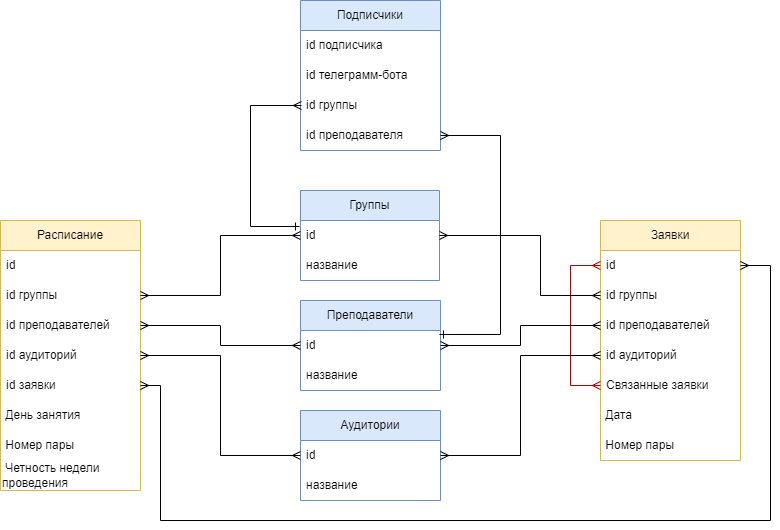 Подписчики
id подписчика
id телеграмм-бота
id группы
id преподавателя
Группы
id
название
Расписание
id
id группы
id преподавателей
id аудиторий
id заявки
День занятия
Номер пары
Четность недели
проведения
Преподаватели
id
название
Аудитории
id
название
Заявки
id
id группы
id преподавателей
id аудиторий
Связанные заявки
Дата
Номер пары